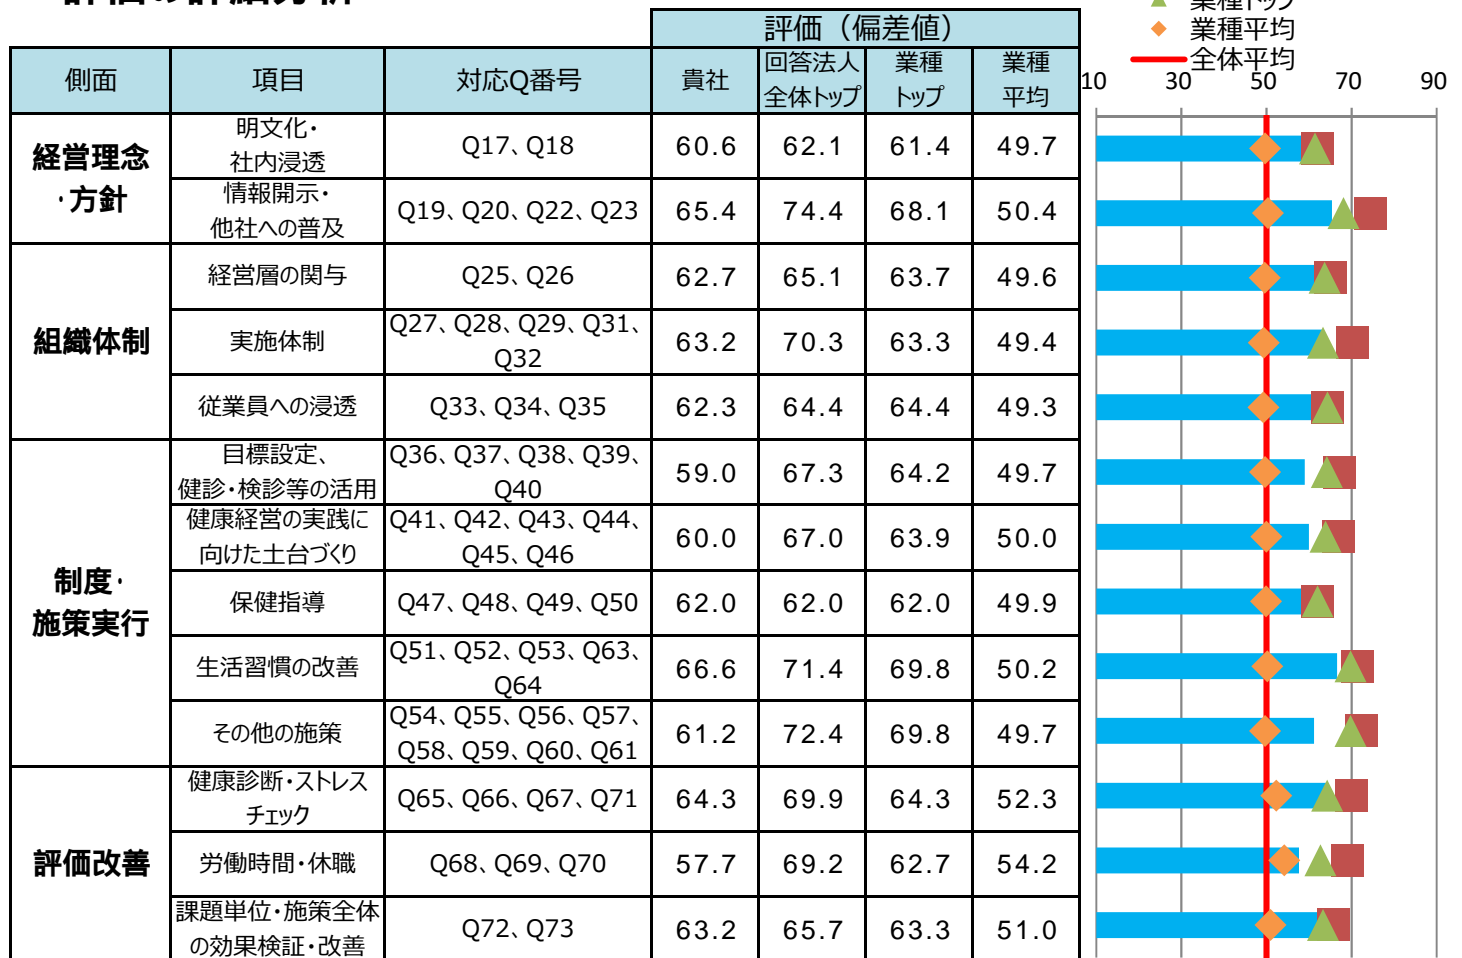 評価の詳細分析
業種トップ
業種平均
全体平均
評価（偏差値）
側面 項目 対応Q番号 貴社 回答法人 業種 業種
全体トップ トップ 平均
10 30 50 70 90
経営理念
・方針
明文化・
社内浸透
Q17、Q18 60.6 62.1 61.4 49.7
情報開示・
他社への普及
Q19、Q20、Q22、Q23 65.4 74.4 68.1 50.4
組織体制
経営層の関与 Q25、Q26 62.7 65.1 63.7 49.6
実施体制
Q27、Q28、Q29、Q31、
Q32
63.2 70.3 63.3 49.4
従業員への浸透 Q33、Q34、Q35 62.3 64.4 64.4 49.3
制度・
施策実行
目標設定、
健診・検診等の活用
Q36、Q37、Q38、Q39、
Q40
59.0 67.3 64.2 49.7
健康経営の実践に
向けた土台づくり
Q41、Q42、Q43、Q44、
Q45、Q46
60.0 67.0 63.9 50.0
保健指導 Q47、Q48、Q49、Q50 62.0 62.0 62.0 49.9
生活習慣の改善
Q51、Q52、Q53、Q63、
Q64
66.6 71.4 69.8 50.2
その他の施策
Q54、Q55、Q56、Q57、
Q58、Q59、Q60、Q61
61.2 72.4 69.8 49.7
評価改善
健康診断・ストレス
チェック
Q65、Q66、Q67、Q71 64.3 69.9 64.3 52.3
労働時間・休職 Q68、Q69、Q70 57.7 69.2 62.7 54.2
課題単位・施策全体
の効果検証・改善
Q72、Q73 63.2 65.7 63.3 51.0